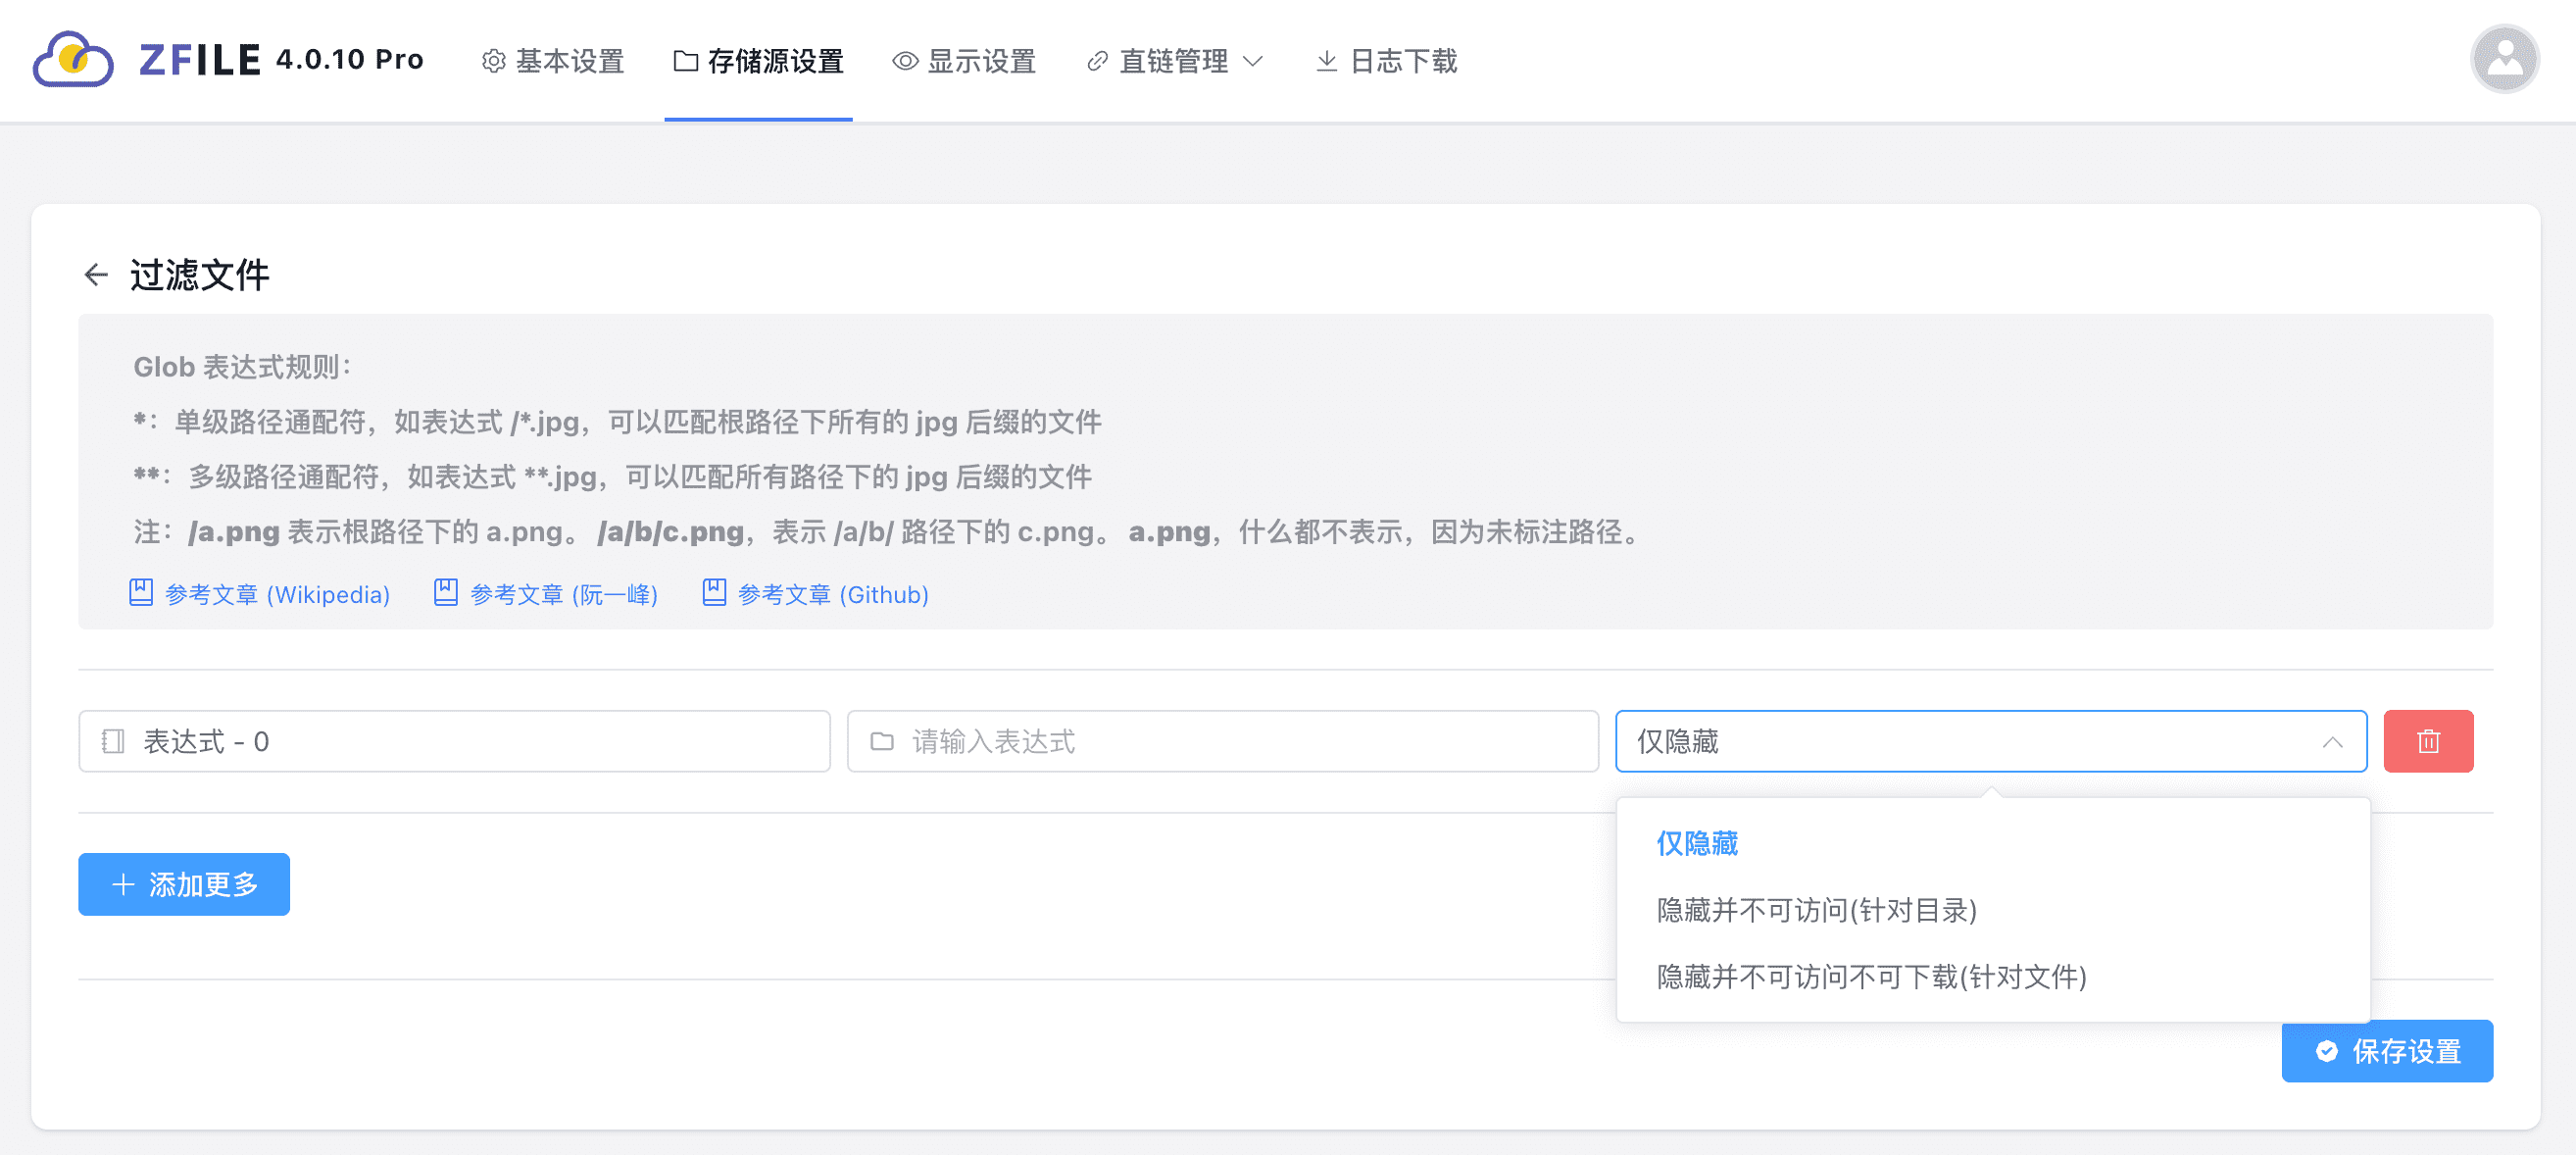 ZFILE 4.0.10 Pro 基本设置 存储源设置 显示设置 直链管理 日志下载
过滤文件
Glob 表达式规则：
*：单级路径通配符，如表达式 /*.jpg，可以匹配根路径下所有的 jpg 后缀的文件
**：多级路径通配符，如表达式 **.jpg，可以匹配所有路径下的 jpg 后缀的文件
注：/a.png 表示根路径下的 a.png。 /a/b/c.png，表示 /a/b/ 路径下的 c.png。 a.png，什么都不表示，因为未标注路径。
参考文章 (Wikipedia) 参考文章 (阮一峰) 参考文章 (Github)
表达式 - 0 请输入表达式 仅隐藏
仅隐藏
添加更多
隐藏并不可访问(针对目录)
隐藏并不可访问不可下载(针对文件)
保存设置